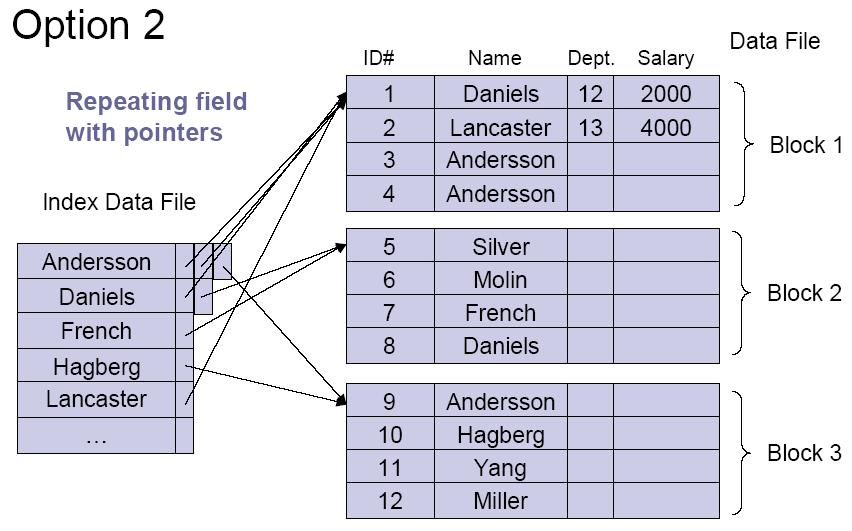 Option 2
Repeating field
with pointers
Index Data File
Andersson
Daniels
French
Hagberg
Lancaster
...
Data File
ID# Name Dept. Salary
1 Daniels 12 2000
2 Lancaster 13 4000
3 Andersson
4 Andersson
Block 1
5 Silver
6 Molin
7 French
8 Daniels
Block 2
9 Andersson
10 Hagberg
11 Yang
12 Miller
Block 3